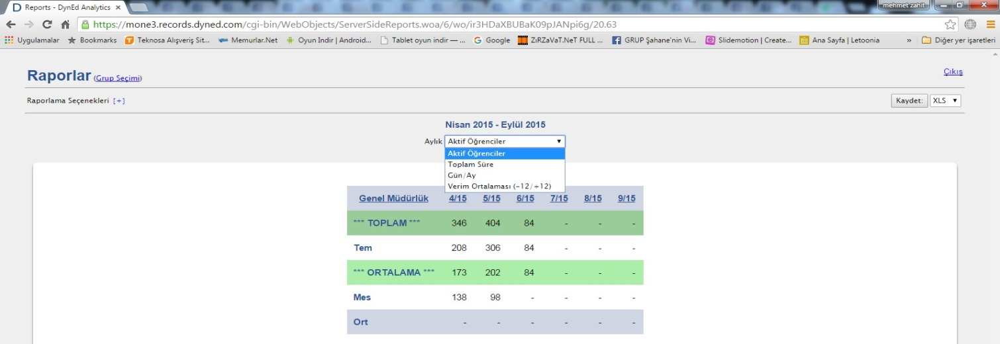 Reports - DynEd Analytics
mehmet zahit
https://mone3.records.dyned.com/cgi-bin/WebObjects/ServerSideReports.woa/6/wo/ir3HDaXBUBaK09pJANpi6g/20.63
Uygulamalar Bookmarks Teknosa Alışveriş Sit... Memurlar.Net Oyun Indir | Android... Tablet oyun indir — ... Google ZıRZaVaT.NeT FULL ... GRUP Şahane'nin Vi... Slidemotion | Create... Ana Sayfa | Letoonia » Diğer yer işaretleri
Raporlar (Grup Seçimi) Çıkış
Raporlama Seçenekleri [+] Kaydet: XLS
Nisan 2015 - Eylül 2015
Aylık Aktif Öğrenciler
Aktif Öğrenciler
Toplam Süre
Gün/Ay
Verim Ortalaması (-12/+12)
Genel Müdürlük 4/15 5/15 6/15 7/15 8/15 9/15
*** TOPLAM *** 346 404 84 - - -
Tem 208 306 84 - - -
*** ORTALAMA *** 173 202 84 - - -
Mes 138 98 - - - -
Ort - - - - - -